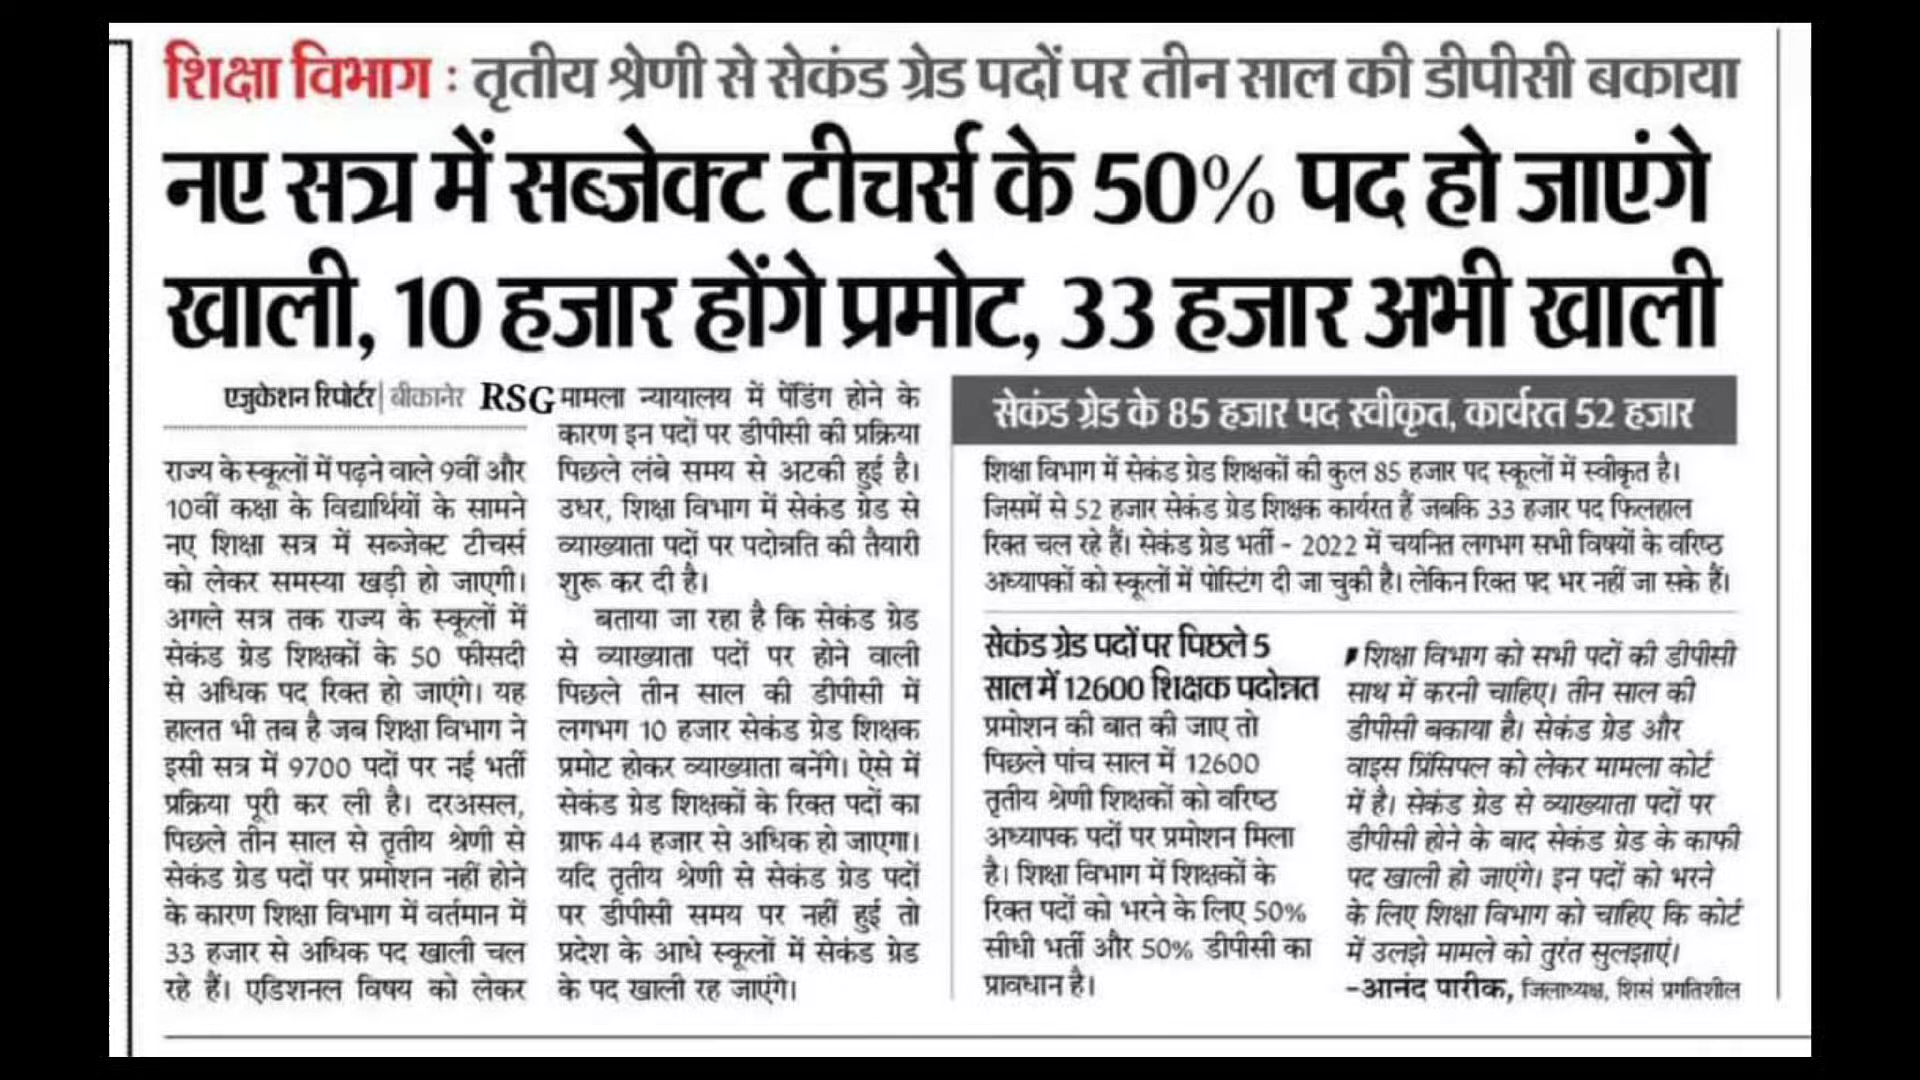 शिक्षा विभाग : तृतीय श्रेणी से सेकंड ग्रेड पदों पर तीन साल की डीपीसी बकाया
नए सत्र में सब्जेक्ट टीचर्स के 50% पद हो जाएंगे
खाली, 10 हजार होंगे प्रमोट, 33 हजार अभी खाली
एजुकेशन रिपोर्टर| बीकानेर RSG
राज्य के स्कूलों में पढ़ने वाले 9वीं और
10वीं कक्षा के विद्यार्थियों के सामने
नए शिक्षा सत्र में सब्जेक्ट टीचर्स
को लेकर समस्या खड़ी हो जाएगी।
अगले सत्र तक राज्य के स्कूलों में
सेकंड ग्रेड शिक्षकों के 50 फीसदी
से अधिक पद रिक्त हो जाएंगे। यह
हालत भी तब है जब शिक्षा विभाग ने
इसी सत्र में 9700 पदों पर नई भर्ती
प्रक्रिया पूरी कर ली है। दरअसल,
पिछले तीन साल से तृतीय श्रेणी से
सेकंड ग्रेड पदों पर प्रमोशन नहीं होने
के कारण शिक्षा विभाग में वर्तमान में
33 हजार से अधिक पद खाली चल
रहे हैं। एडिशनल विषय को लेकर
मामला न्यायालय में पेंडिंग होने के
कारण इन पदों पर डीपीसी की प्रक्रिया
पिछले लंबे समय से अटकी हुई है।
उधर, शिक्षा विभाग में सेकंड ग्रेड से
व्याख्याता पदों पर पदोन्नति की तैयारी
शुरू कर दी है।
बताया जा रहा है कि सेकंड ग्रेड
से व्याख्याता पदों पर होने वाली
पिछले तीन साल की डीपीसी में
लगभग 10 हजार सेकंड ग्रेड शिक्षक
प्रमोट होकर व्याख्याता बनेंगे। ऐसे में
सेकंड ग्रेड शिक्षकों के रिक्त पदों का
ग्राफ 44 हजार से अधिक हो जाएगा।
यदि तृतीय श्रेणी से सेकंड ग्रेड पदों
पर डीपीसी समय पर नहीं हुई तो
प्रदेश के आधे स्कूलों में सेकंड ग्रेड
के पद खाली रह जाएंगे।
सेकंड ग्रेड के 85 हजार पद स्वीकृत, कार्यरत 52 हजार
शिक्षा विभाग में सेकंड ग्रेड शिक्षकों की कुल 85 हजार पद स्कूलों में स्वीकृत है।
जिसमें से 52 हजार सेकंड ग्रेड शिक्षक कार्यरत हैं जबकि 33 हजार पद फिलहाल
रिक्त चल रहे हैं। सेकंड ग्रेड भर्ती - 2022 में चयनित लगभग सभी विषयों के वरिष्ठ
अध्यापकों को स्कूलों में पोस्टिंग दी जा चुकी है। लेकिन रिक्त पद भर नहीं जा सके हैं।
सेकंड ग्रेड पदों पर पिछले 5
साल में 12600 शिक्षक पदोन्नत
प्रमोशन की बात की जाए तो
पिछले पांच साल में 12600
तृतीय श्रेणी शिक्षकों को वरिष्ठ
अध्यापक पदों पर प्रमोशन मिला
है। शिक्षा विभाग में शिक्षकों के
रिक्त पदों को भरने के लिए 50%
सीधी भर्ती और 50% डीपीसी का
प्रावधान है।
शिक्षा विभाग को सभी पदों की डीपीसी
साथ में करनी चाहिए। तीन साल की
डीपीसी बकाया है। सेकंड ग्रेड और
वाइस प्रिंसिपल को लेकर मामला कोर्ट
में है। सेकंड ग्रेड से व्याख्याता पदों पर
डीपीसी होने के बाद सेकंड ग्रेड के काफी
पद खाली हो जाएंगे। इन पदों को भरने
के लिए शिक्षा विभाग को चाहिए कि कोर्ट
में उलझे मामले को तुरंत सुलझाएं।
-आनंद पारीक, जिलाध्यक्ष, शिसं प्रगतिशील